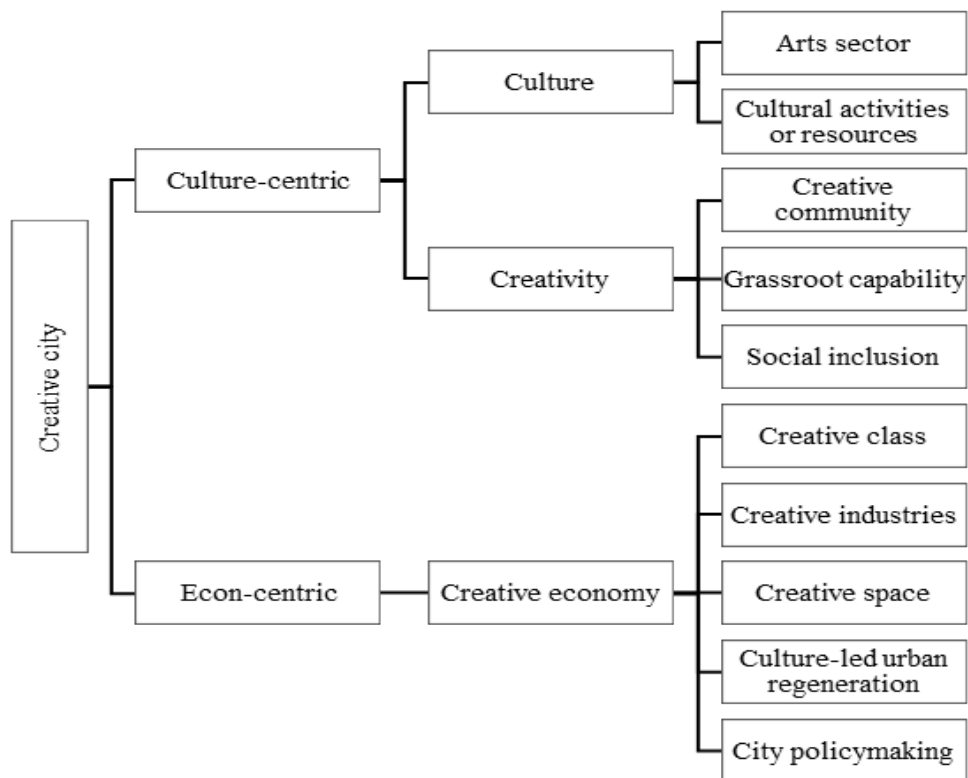 Creative city
Culture-centric
Culture
Arts sector
Cultural activities
or resources
Creativity
Creative
community
Grassroot capability
Social inclusion
Econ-centric
Creative economy
Creative class
Creative industries
Creative space
Culture-led urban
regeneration
City policymaking